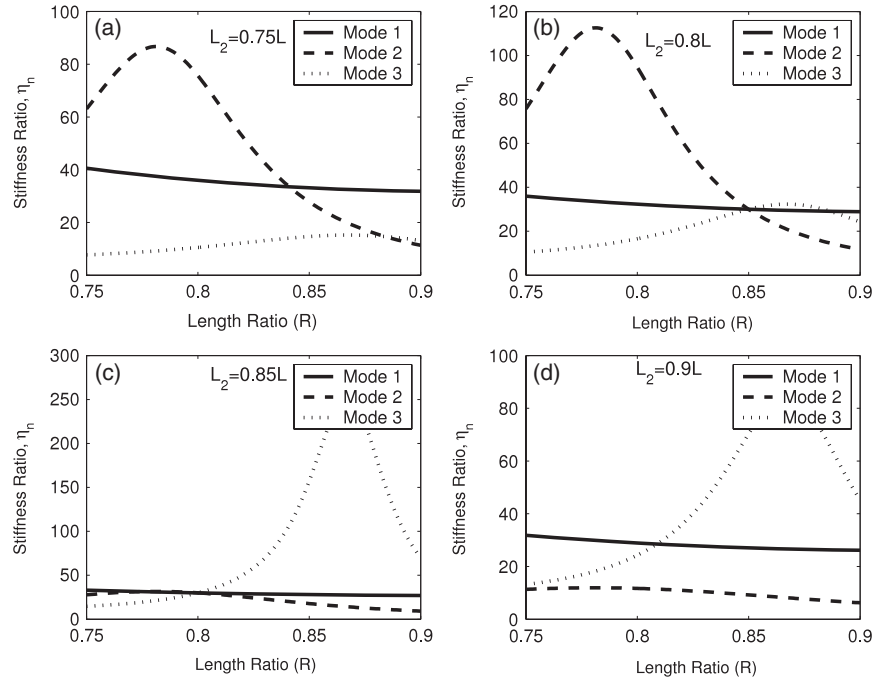 (a)
L2=0.75L
Mode 1
Mode 2
Mode 3
100
80
60
40
20
0
Stiffness Ratio, ηn
0.75 0.8 0.85 0.9
Length Ratio (R)
(b)
L2=0.8L
Mode 1
Mode 2
Mode 3
120
100
80
60
40
20
0
Stiffness Ratio, ηn
0.75 0.8 0.85 0.9
Length Ratio (R)
(c)
L2=0.85L
Mode 1
Mode 2
Mode 3
300
250
200
150
100
50
0
Stiffness Ratio, ηn
0.75 0.8 0.85 0.9
Length Ratio (R)
(d)
L2=0.9L
Mode 1
Mode 2
Mode 3
100
80
60
40
20
0
Stiffness Ratio, ηn
0.75 0.8 0.85 0.9
Length Ratio (R)